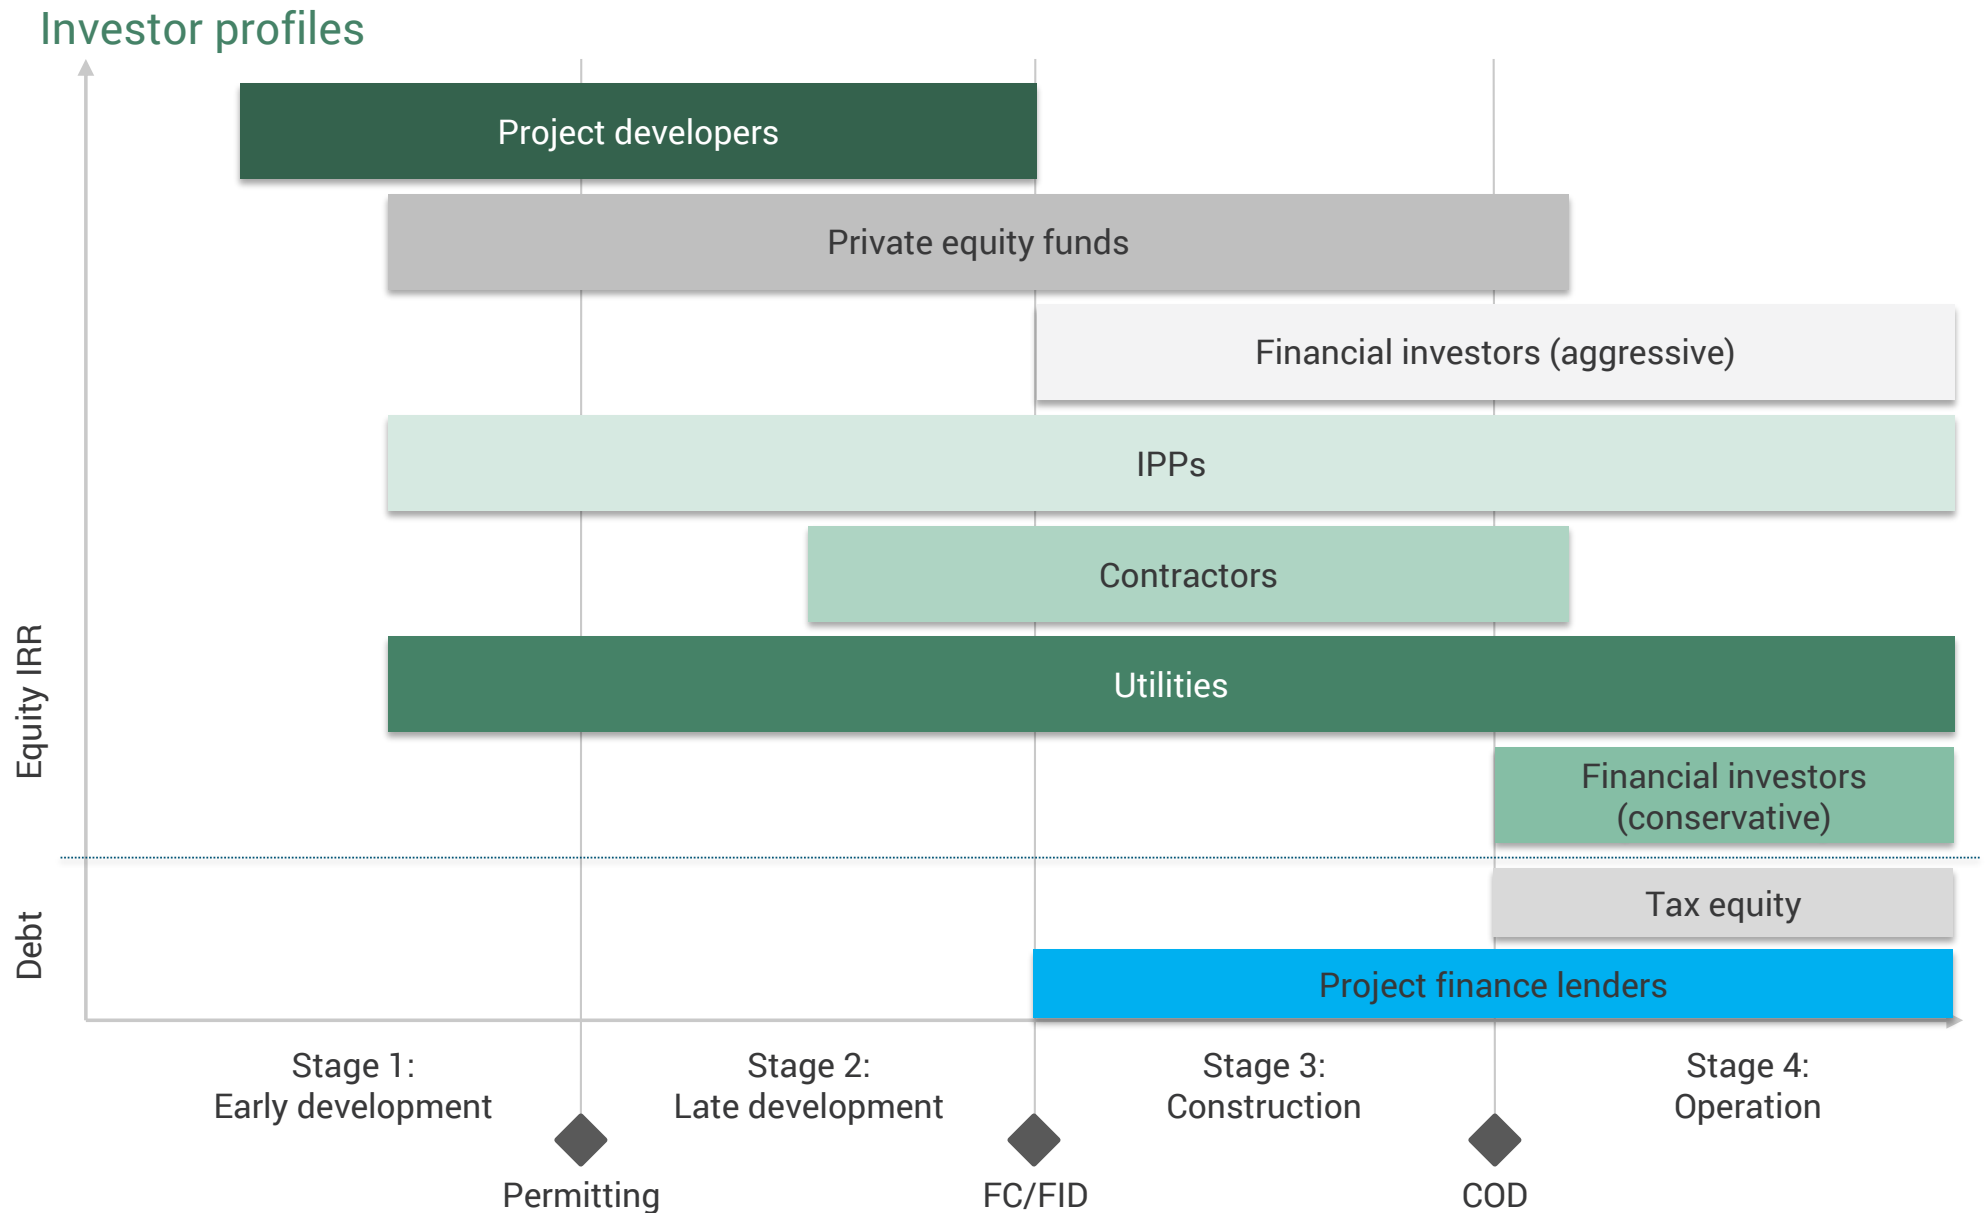 Investor profiles
Project developers
Private equity funds
Financial investors (aggressive)
IPPs
Contractors
Utilities
Financial investors
(conservative)
Equity IRR
Tax equity
Project finance lenders
Debt
Stage 1:
Early development
Stage 2:
Late development
Stage 3:
Construction
Stage 4:
Operation
Permitting
FC/FID
COD